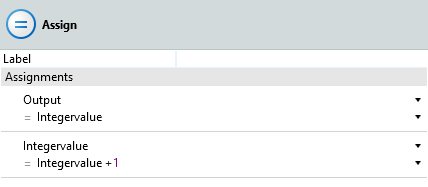 Assign
Label
Assignments
Output
= Integervalue
Integervalue
= Integervalue +1